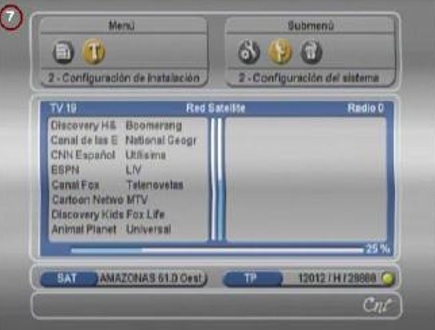 7
Menú
Submenú
2 - Configuración de Instalación
2 - Configuración del sistema
TV 19
Red Satellite
Radio 0
Discovery H& Boomerang
Canal de las E National Geogr
CNN Español Utilisima
ESPN LIV
Canal Fox Telenovelas
Cartoon Netwo MTV
Discovery Kids Fox Life
Animal Planet Universal
25 %
SAT AMAZONAS 61.0 Oest
TP 12012 / H / 28888
Cnt